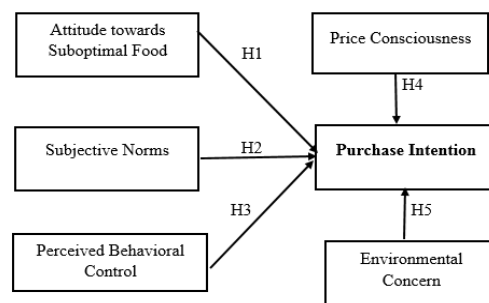 Attitude towards
Suboptimal Food
Price Consciousness
H1
H4
Subjective Norms
H2
Purchase Intention
H3
H5
Perceived Behavioral
Control
Environmental
Concern